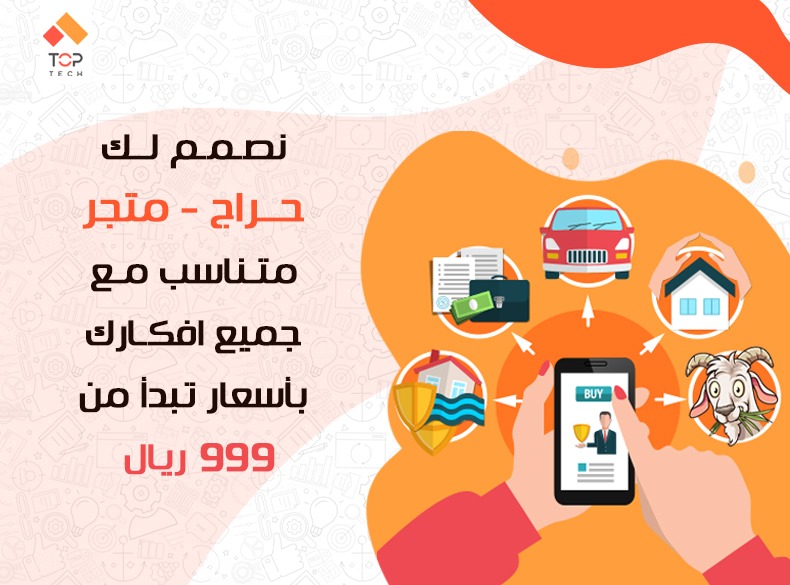 TOP
TECH
نصمم لك
حراج - متجر
متناسب مع
جميع افكارك
بأسعار تبدأ من
999 ريال
BUY